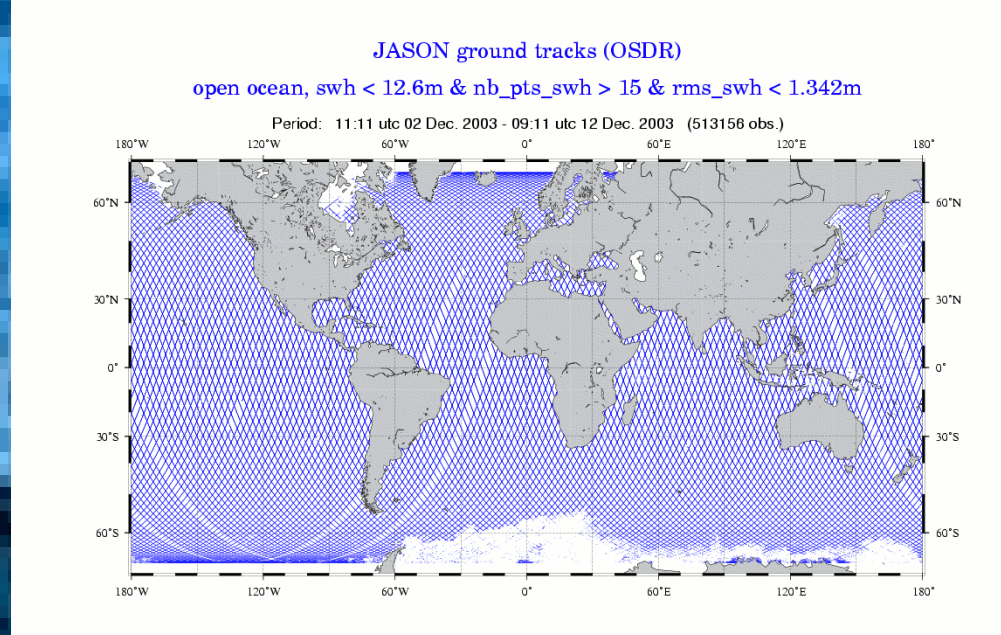 JASON ground tracks (OSDR)
open ocean, swh < 12.6m & nb_pts_swh > 15 & rms_swh < 1.342m
Period: 11:11 utc 02 Dec. 2003 - 09:11 utc 12 Dec. 2003 (513156 obs.)
180°W 120°W 60°W 0° 60°E 120°E 180°
60°N 60°N
30°N 30°N
0° 0°
30°S 30°S
60°S 60°S
180°W 120°W 60°W 0° 60°E 120°E 180°